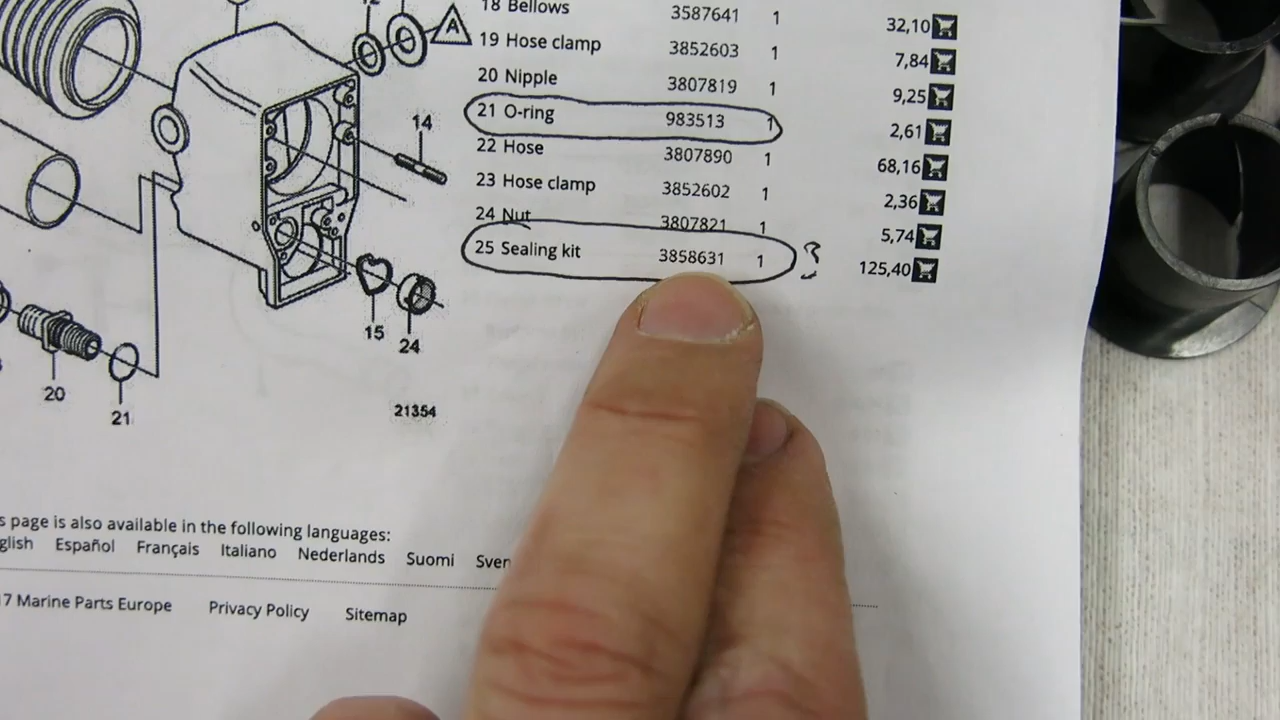 18 Bellows 3587641 1 32,10
19 Hose clamp 3852603 1 7,84
20 Nipple 3807819 1 9,25
21 O-ring 983513 1 2,61
22 Hose 3807890 1 68,16
23 Hose clamp 3852602 1 2,36
24 Nut 3807821 1 5,74
25 Sealing kit 3858631 1 ? 125,40
A
14
15
24
20
21
21354
s page is also available in the following languages:
glish Español Français Italiano Nederlands Suomi Sven
17 Marine Parts Europe Privacy Policy Sitemap